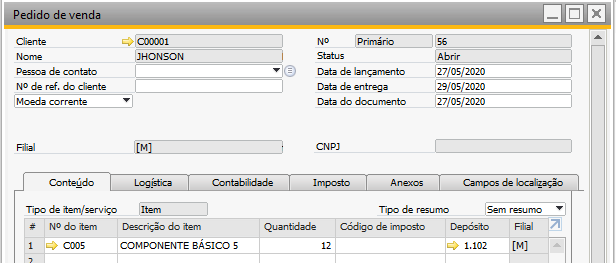 Pedido de venda
Cliente C00001 Nº Primário 56
Nome JHONSON Status Abrir
Pessoa de contato Data de lançamento 27/05/2020
Nº de ref. do cliente Data de entrega 29/05/2020
Moeda corrente Data do documento 27/05/2020
Filial [M] CNPJ
Conteúdo Logística Contabilidade Imposto Anexos Campos de localização
Tipo de item/serviço Item Tipo de resumo Sem resumo
# Nº do item Descrição do item Quantidade Código de imposto Depósito Filial
1 C005 COMPONENTE BÁSICO 5 12 1.102 [M]
2